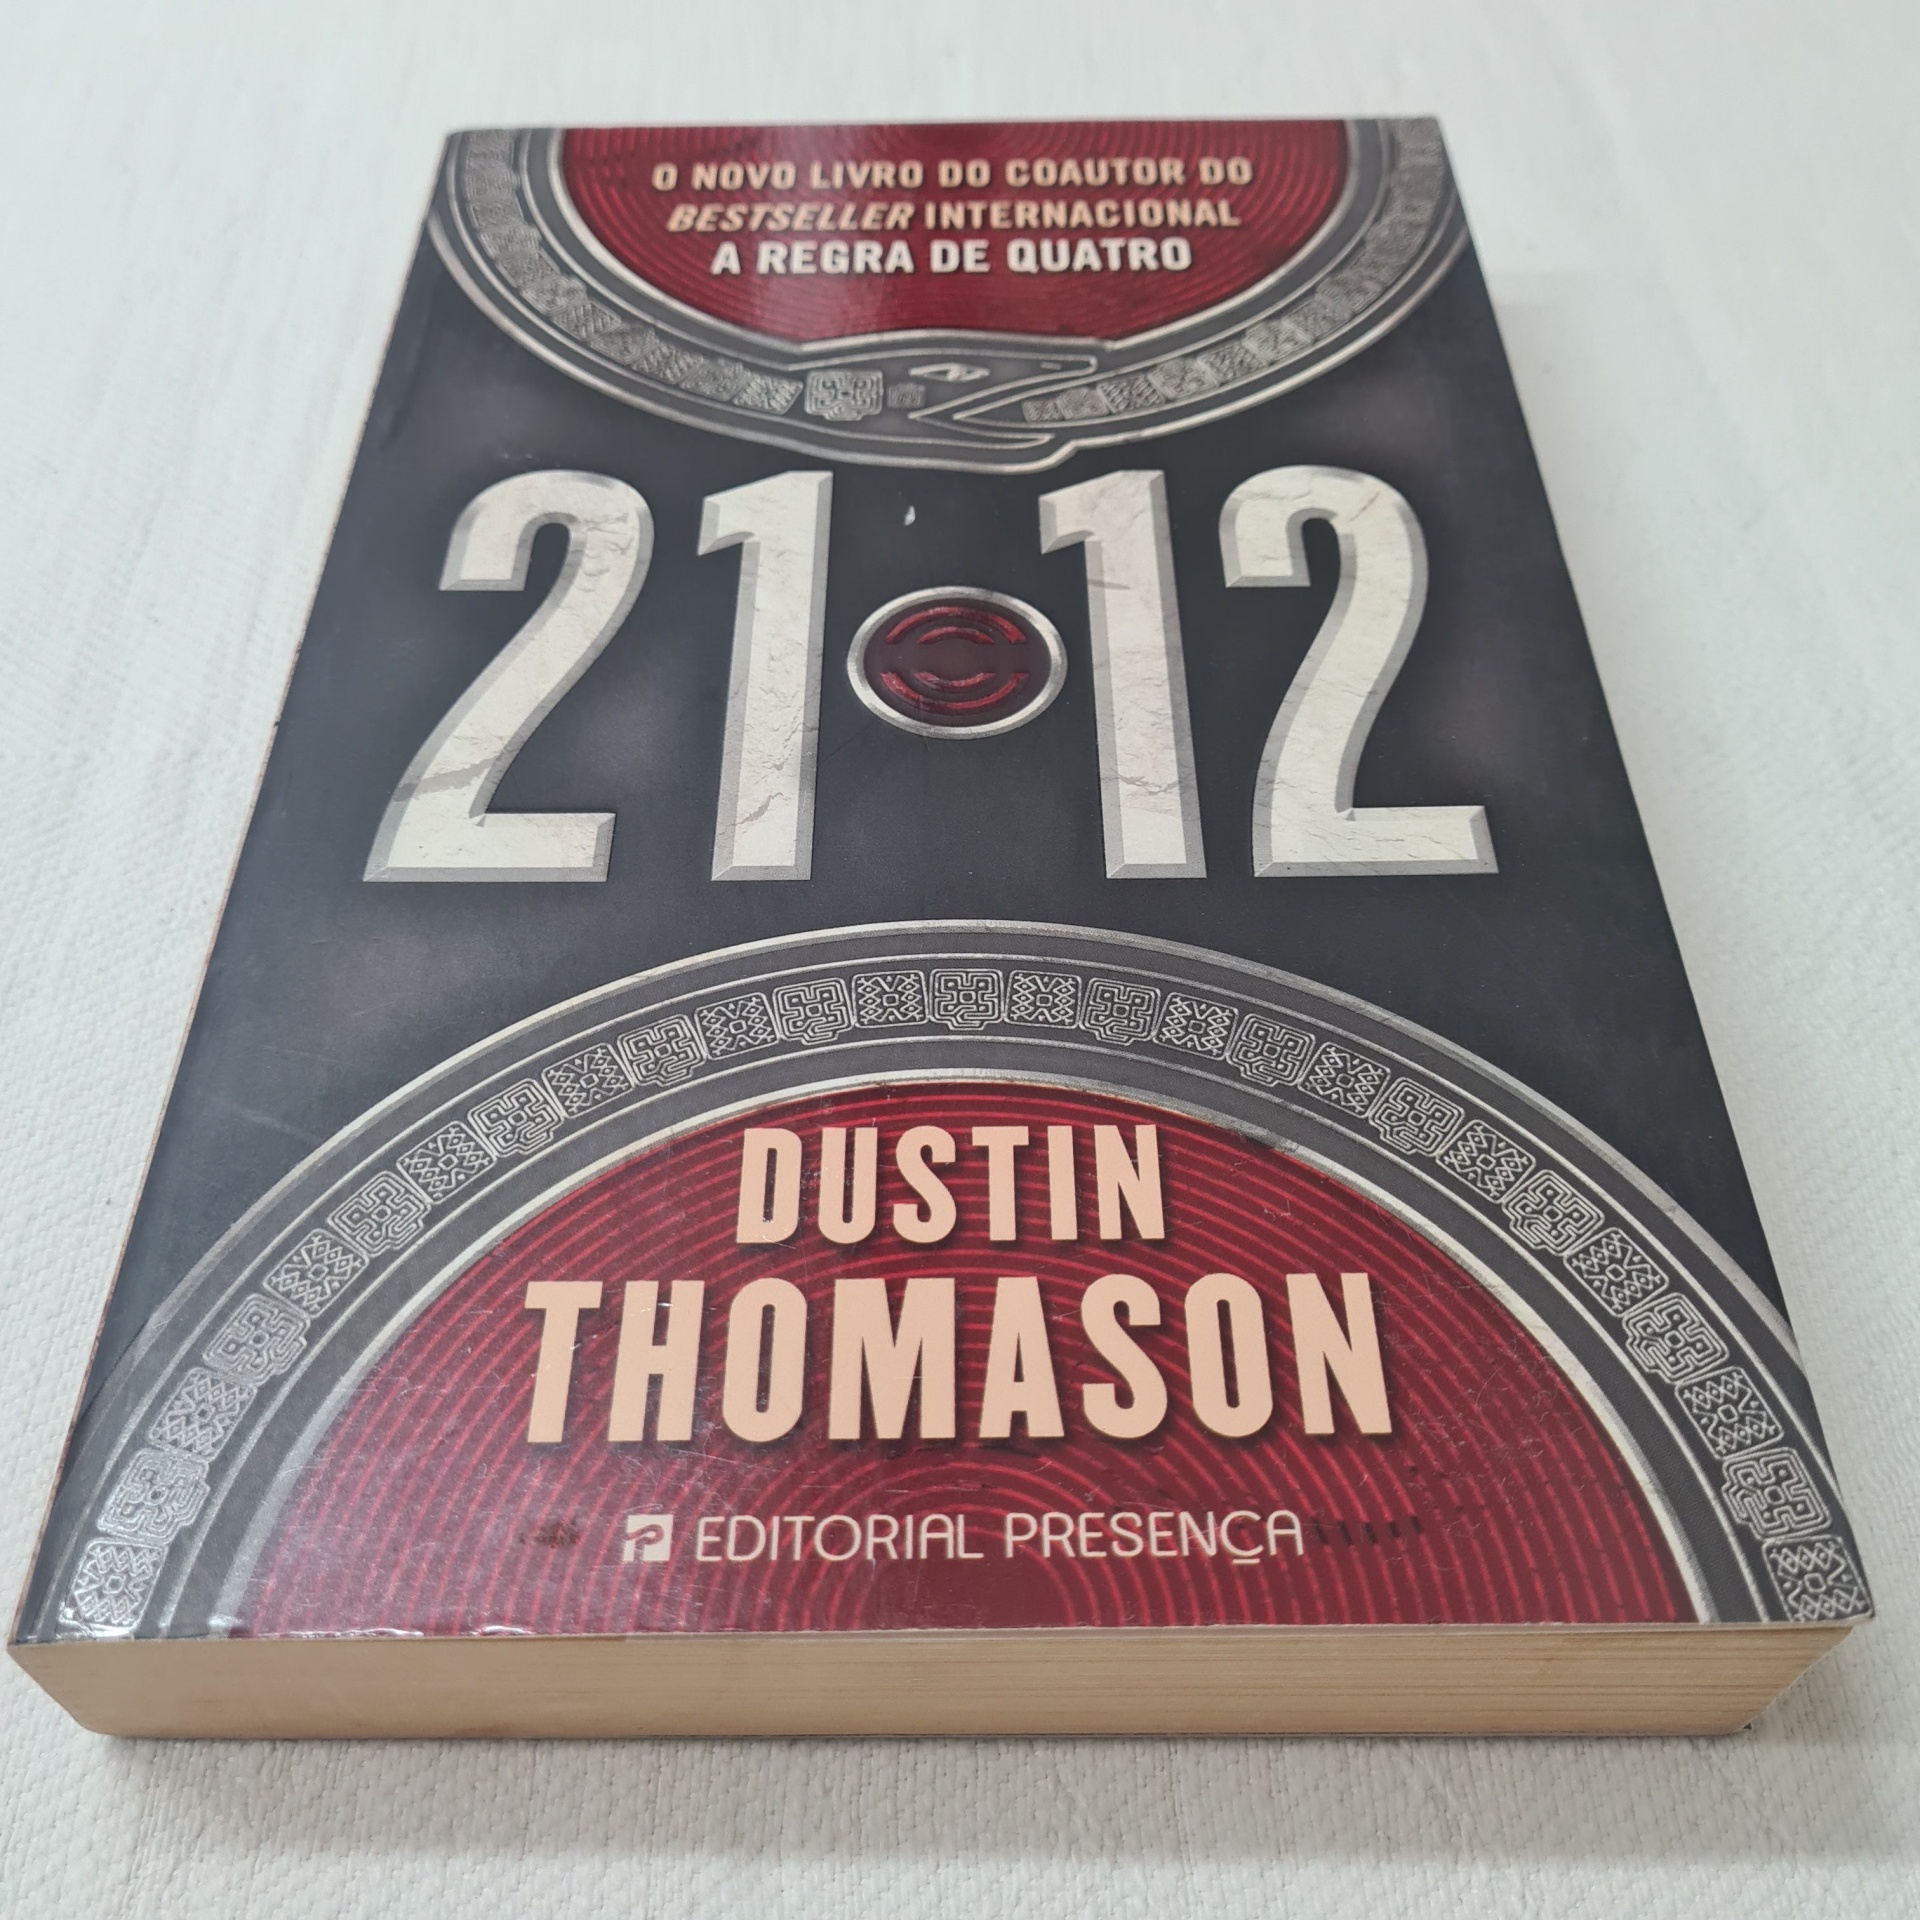 O NOVO LIVRO DO COAUTOR DO
BESTSELLER INTERNACIONAL
A REGRA DE QUATRO
21•12
DUSTIN
THOMASON
EDITORIAL PRESENÇA